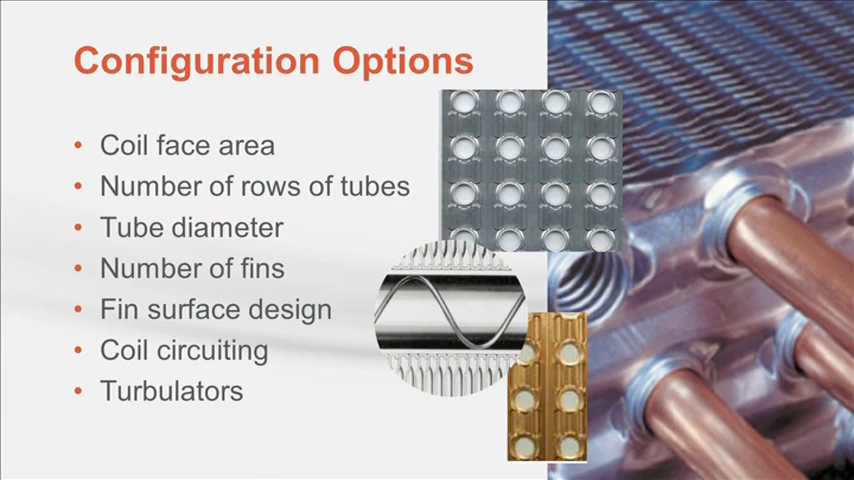 Configuration Options
• Coil face area
• Number of rows of tubes
• Tube diameter
• Number of fins
• Fin surface design
• Coil circuiting
• Turbulators